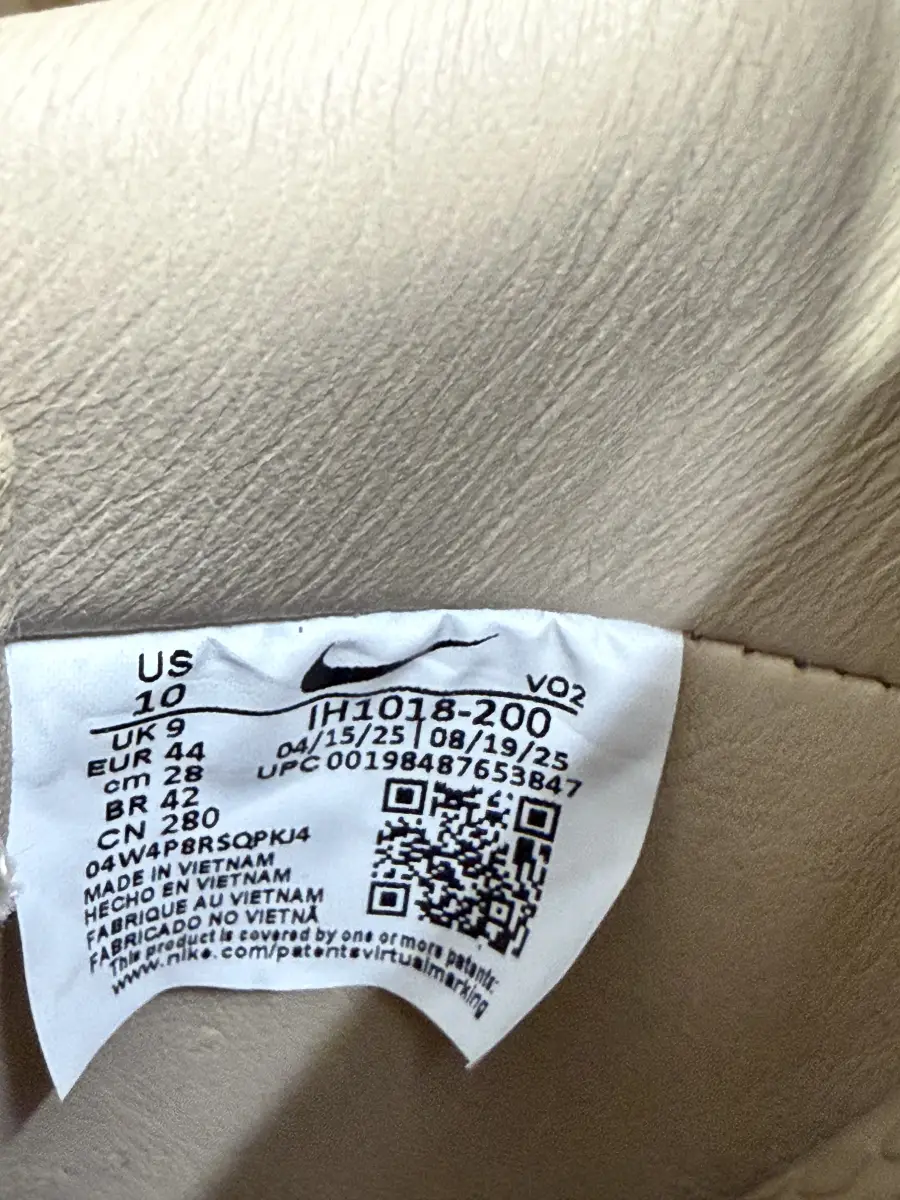 US
10
UK 9
EUR 44
cm 28
BR 42
CN 280
VO2
IH1018-200
04/15/25 | 08/19/25
UPC 00198487653847
04W4P8RSQPKJ4
MADE IN VIETNAM
HECHO EN VIETNAM
FABRIQUE AU VIETNAM
FABRICADO NO VIETNÃ
This product is covered by one or more patents:
www.nike.com/patentsvirtualmarking